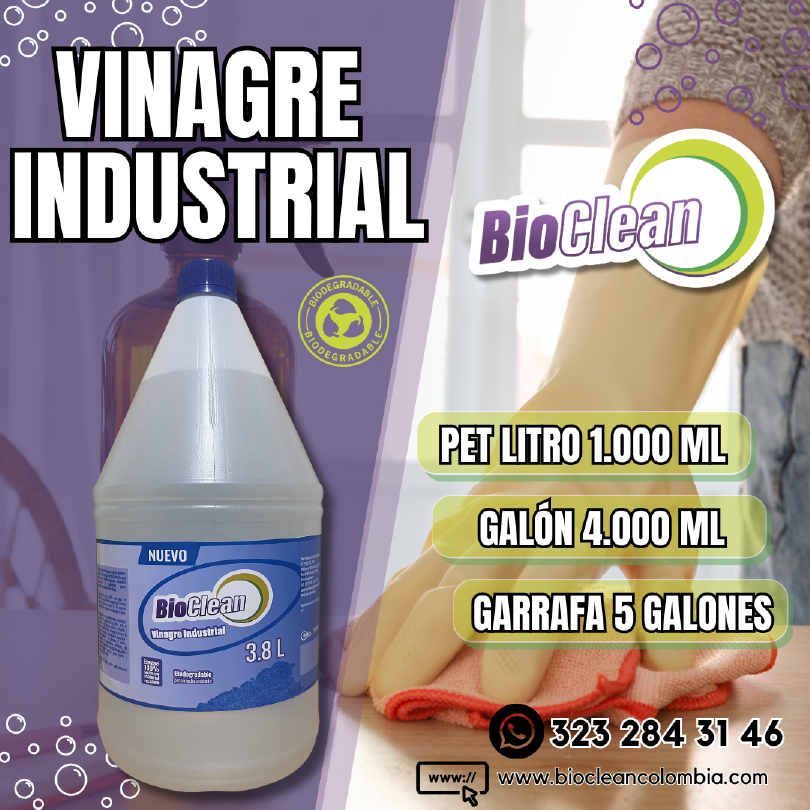 VINAGRE
INDUSTRIAL
BioClean
BIODEGRADABLE
BIODEGRADABLE
PET LITRO 1.000 ML
GALÓN 4.000 ML
GARRAFA 5 GALONES
NUEVO
BioClean
Vinagre Industrial
3.8 L
Biodegradable
323 284 31 46
www://
www.biocleancolombia.com